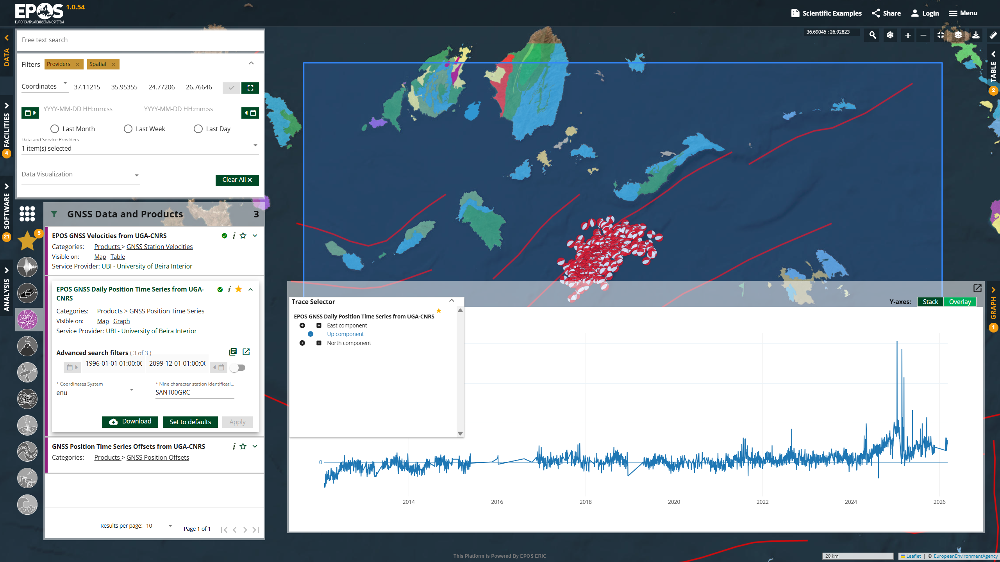 EPOS 1.0.54
EUROPEANPLATEOBSERVINGSYSTEM
Scientific Examples
Share
Login
Menu
36.69045 : 26.92823
DATA
FACILITIES
4
SOFTWARE
21
ANALYSIS
TABLE
2
GRAPH
1
Free text search
Filters Providers Spatial
Coordinates 37.11215 35.95355 24.77206 26.76646
YYYY-MM-DD HH:mm:ss YYYY-MM-DD HH:mm:ss
Last Month Last Week Last Day
Data and Service Providers
1 item(s) selected
Data Visualization
Clear All
5
GNSS Data and Products 3
EPOS GNSS Velocities from UGA-CNRS
Categories: Products > GNSS Station Velocities
Visible on: Map Table
Service Provider: UBI - University of Beira Interior
EPOS GNSS Daily Position Time Series from UGA-
CNRS
Categories: Products > GNSS Position Time Series
Visible on: Map Graph
Service Provider: UBI - University of Beira Interior
Advanced search filters ( 3 of 3 )
1996-01-01 01:00:00 2099-12-01 01:00:00
* Coordinates System * Nine character station identificati...
enu SANT00GRC
Download Set to defaults Apply
GNSS Position Time Series Offsets from UGA-CNRS
Categories: Products > GNSS Position Offsets
Results per page: 10 Page 1 of 1
Y-axes: Stack Overlay
Trace Selector
EPOS GNSS Daily Position Time Series from UGA-CNRS
East component
Up component
North component
0
2014 2016 2018 2020 2022 2024 2026
This Platform is Powered By EPOS ERIC
20 km
Leaflet | © EuropeanEnvironmentAgency